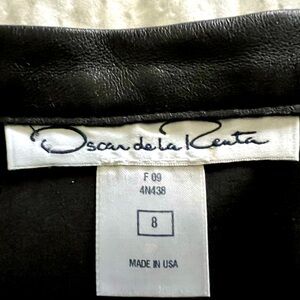 Oscar de la Renta
F 09
4N438
8
MADE IN USA